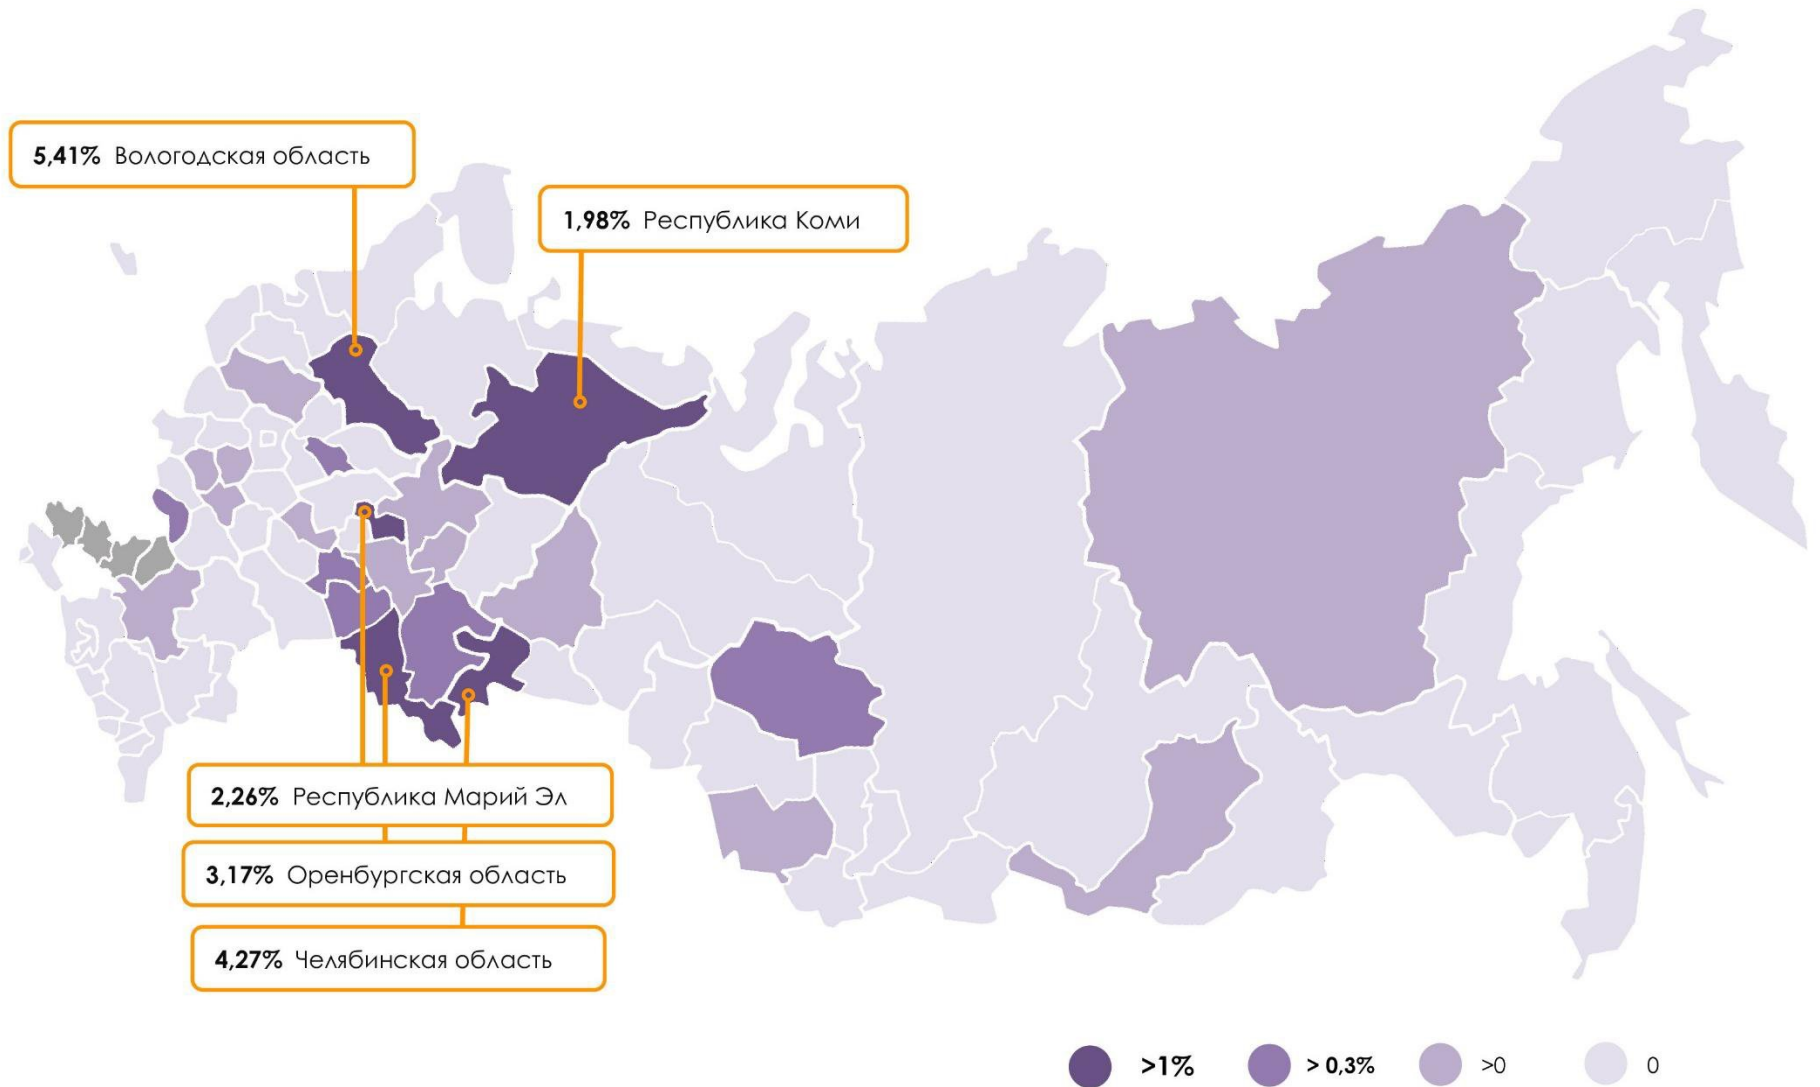 5,41% Вологодская область
1,98% Республика Коми
2,26% Республика Марий Эл
3,17% Оренбургская область
4,27% Челябинская область
>1% > 0,3% >0 0